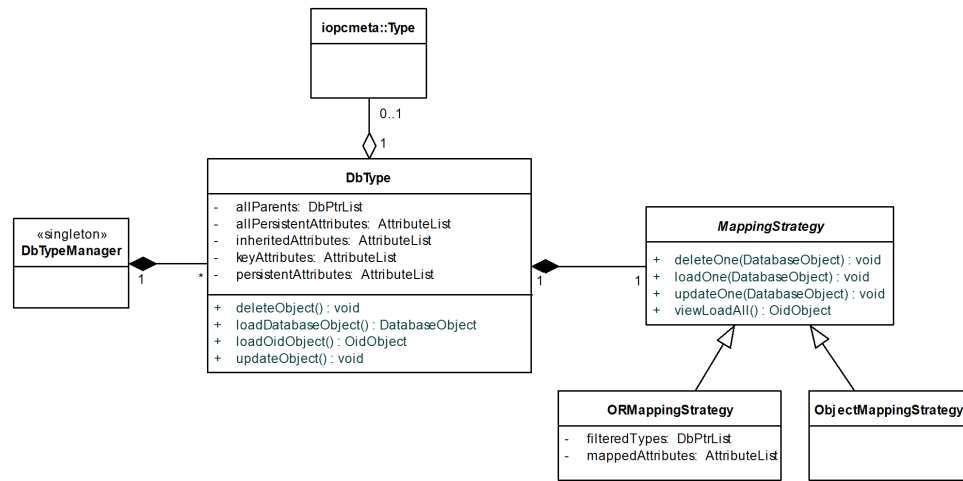 iopcmeta::Type
0..1
1
DbType
- allParents: DbPtrList
- allPersistentAttributes: AttributeList
- inheritedAttributes: AttributeList
- keyAttributes: AttributeList
- persistentAttributes: AttributeList
+ deleteObject() : void
+ loadDatabaseObject() : DatabaseObject
+ loadOidObject() : OidObject
+ updateObject() : void
«singleton»
DbTypeManager
1
*
1
1
MappingStrategy
+ deleteOne(DatabaseObject) : void
+ loadOne(DatabaseObject) : void
+ updateOne(DatabaseObject) : void
+ viewLoadAll() : OidObject
ORMappingStrategy
- filteredTypes: DbPtrList
- mappedAttributes: AttributeList
ObjectMappingStrategy